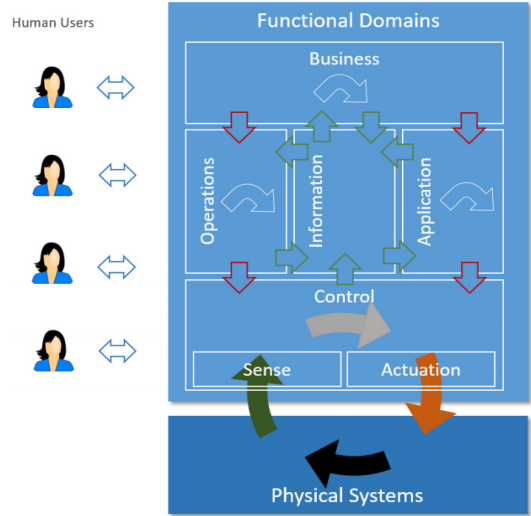 Human Users
Functional Domains
Business
Operations
Information
Application
Control
Sense
Actuation
Physical Systems